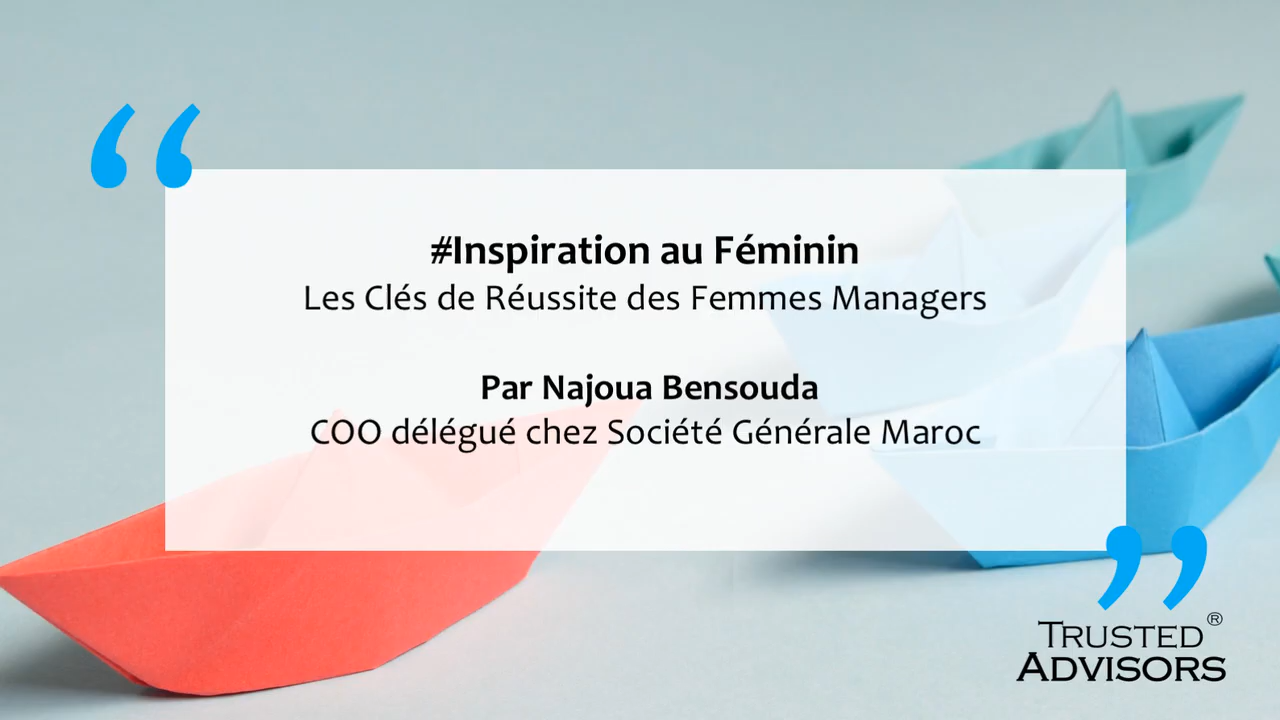 “
#Inspiration au Féminin
Les Clés de Réussite des Femmes Managers
Par Najoua Bensouda
COO délégué chez Société Générale Maroc
”
TRUSTED®
ADVISORS